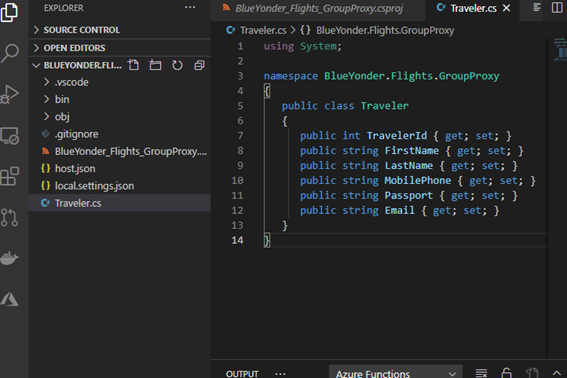 EXPLORER
...
SOURCE CONTROL
OPEN EDITORS
BLUEYONDER.FLI...
.vscode
bin
obj
.gitignore
BlueYonder_Flights_GroupProxy....
{} host.json
{} local.settings.json
C# Traveler.cs
BlueYonder_Flights_GroupProxy.csproj
C# Traveler.cs
C# Traveler.cs > {} BlueYonder.Flights.GroupProxy
1 using System;
2
3 namespace BlueYonder.Flights.GroupProxy
4 {
5 public class Traveler
6 {
7 public int TravelerId { get; set; }
8 public string FirstName { get; set; }
9 public string LastName { get; set; }
10 public string MobilePhone { get; set; }
11 public string Passport { get; set; }
12 public string Email { get; set; }
13 }
14 }
OUTPUT
...
Azure Functions